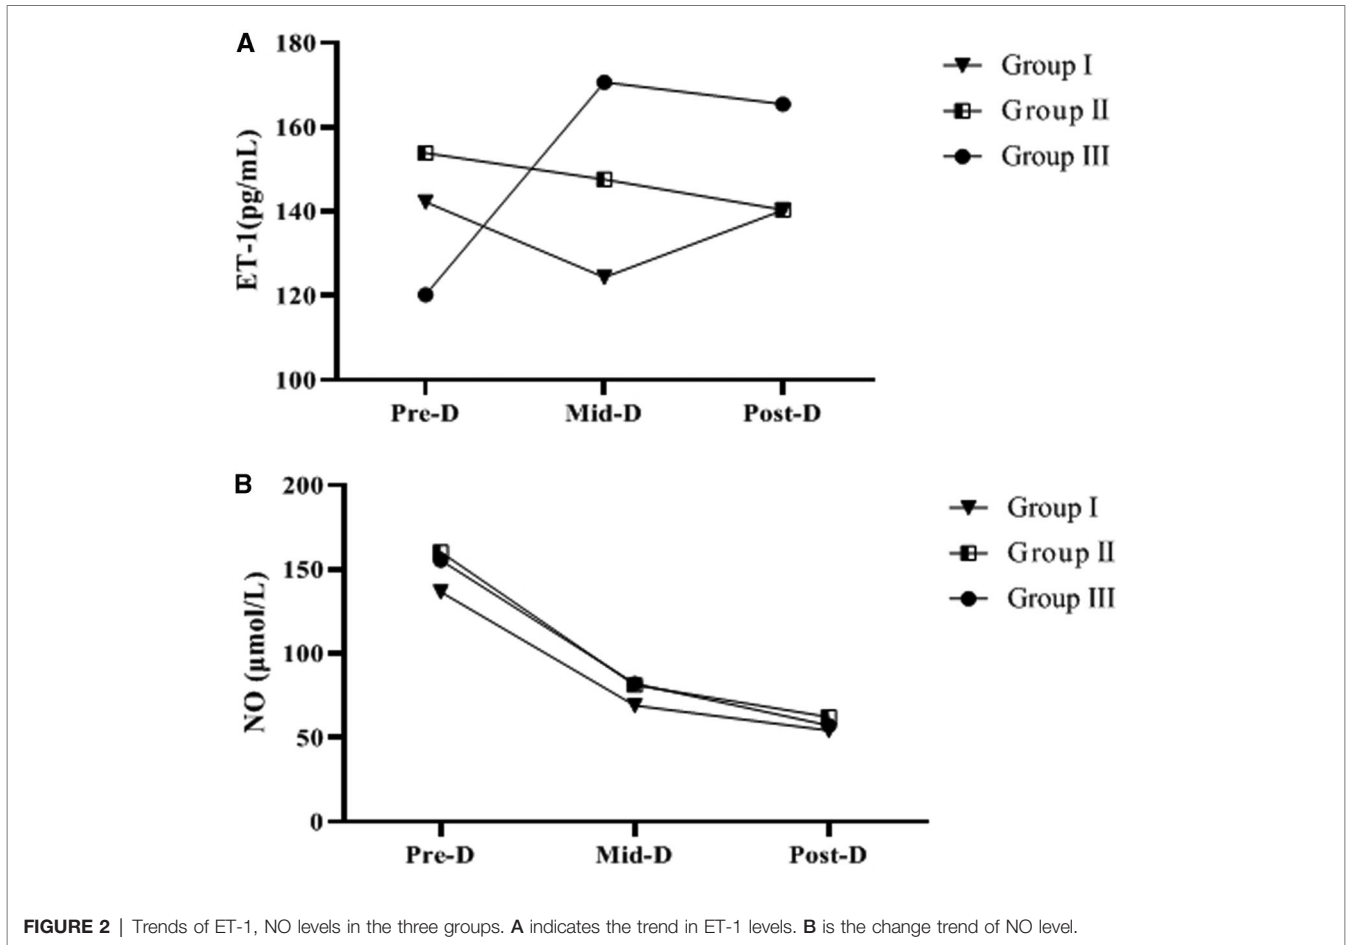 A
180
160
140
120
100
ET-1(pg/mL)
Pre-D Mid-D Post-D
Group I
Group II
Group III
B
200
150
100
50
0
NO (μmol/L)
Pre-D Mid-D Post-D
Group I
Group II
Group III
FIGURE 2 | Trends of ET-1, NO levels in the three groups. A indicates the trend in ET-1 levels. B is the change trend of NO level.